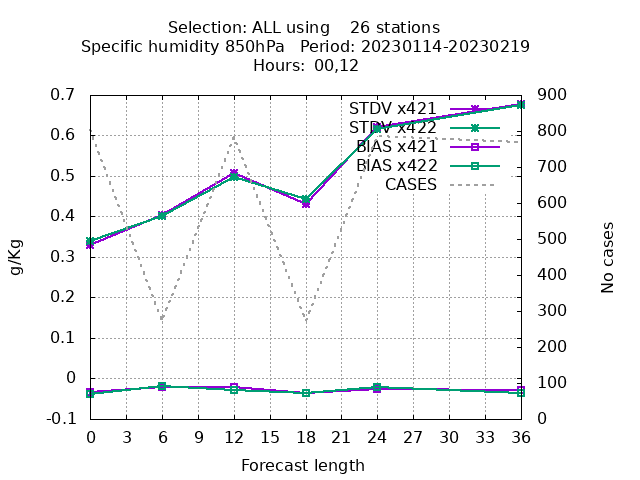 Selection: ALL using    26 stations
Specific humidity 850hPa   Period: 20230114-20230219
Hours:  00,12
0.7
0.6
0.5
0.4
0.3
0.2
0.1
0
-0.1
g/Kg
STDV x421
STDV x422
BIAS x421
BIAS x422
CASES
900
800
700
600
500
400
300
200
100
0
No cases
0 3 6 9 12 15 18 21 24 27 30 33 36
Forecast length